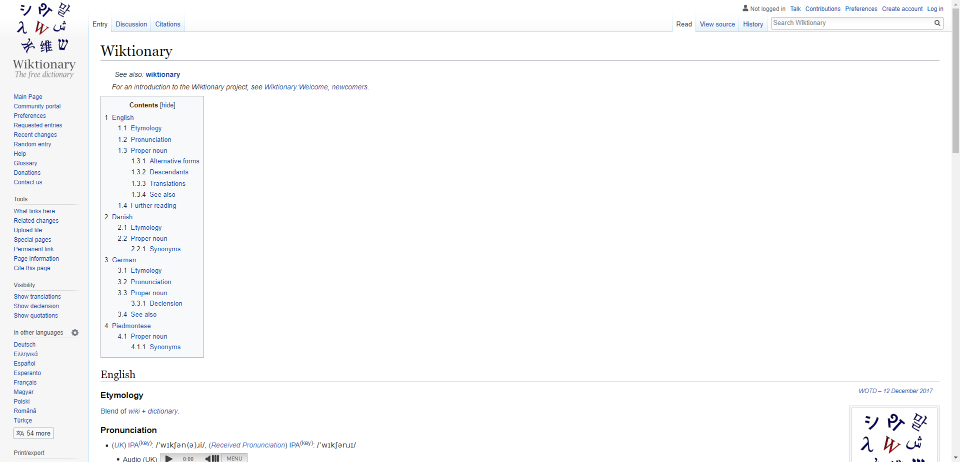 Not logged in Talk Contributions Preferences Create account Log in
Entry Discussion Citations Read View source History Search Wiktionary
Wiktionary
The free dictionary
Main Page
Community portal
Preferences
Requested entries
Recent changes
Random entry
Help
Glossary
Donations
Contact us
Tools
What links here
Related changes
Upload file
Special pages
Permanent link
Page information
Cite this page
Visibility
Show translations
Show declension
Show quotations
In other languages
Deutsch
Ελληνικά
Español
Esperanto
Français
Magyar
Polski
Română
Türkçe
54 more
Print/export
Wiktionary
See also: wiktionary
For an introduction to the Wiktionary project, see Wiktionary:Welcome, newcomers.
Contents [hide]
1 English
1.1 Etymology
1.2 Pronunciation
1.3 Proper noun
1.3.1 Alternative forms
1.3.2 Descendants
1.3.3 Translations
1.3.4 See also
1.4 Further reading
2 Danish
2.1 Etymology
2.2 Proper noun
2.2.1 Synonyms
3 German
3.1 Etymology
3.2 Pronunciation
3.3 Proper noun
3.3.1 Declension
3.4 See also
4 Piedmontese
4.1 Proper noun
4.1.1 Synonyms
English
WOTD – 12 December 2017
Etymology
Blend of wiki + dictionary.
Pronunciation
(UK) IPA(key): /ˈwɪkʃən(ə)ɹi/, (Received Pronunciation) IPA(key): /ˈwɪkʃənɹɪ/
Audio (UK) 0:00 MENU